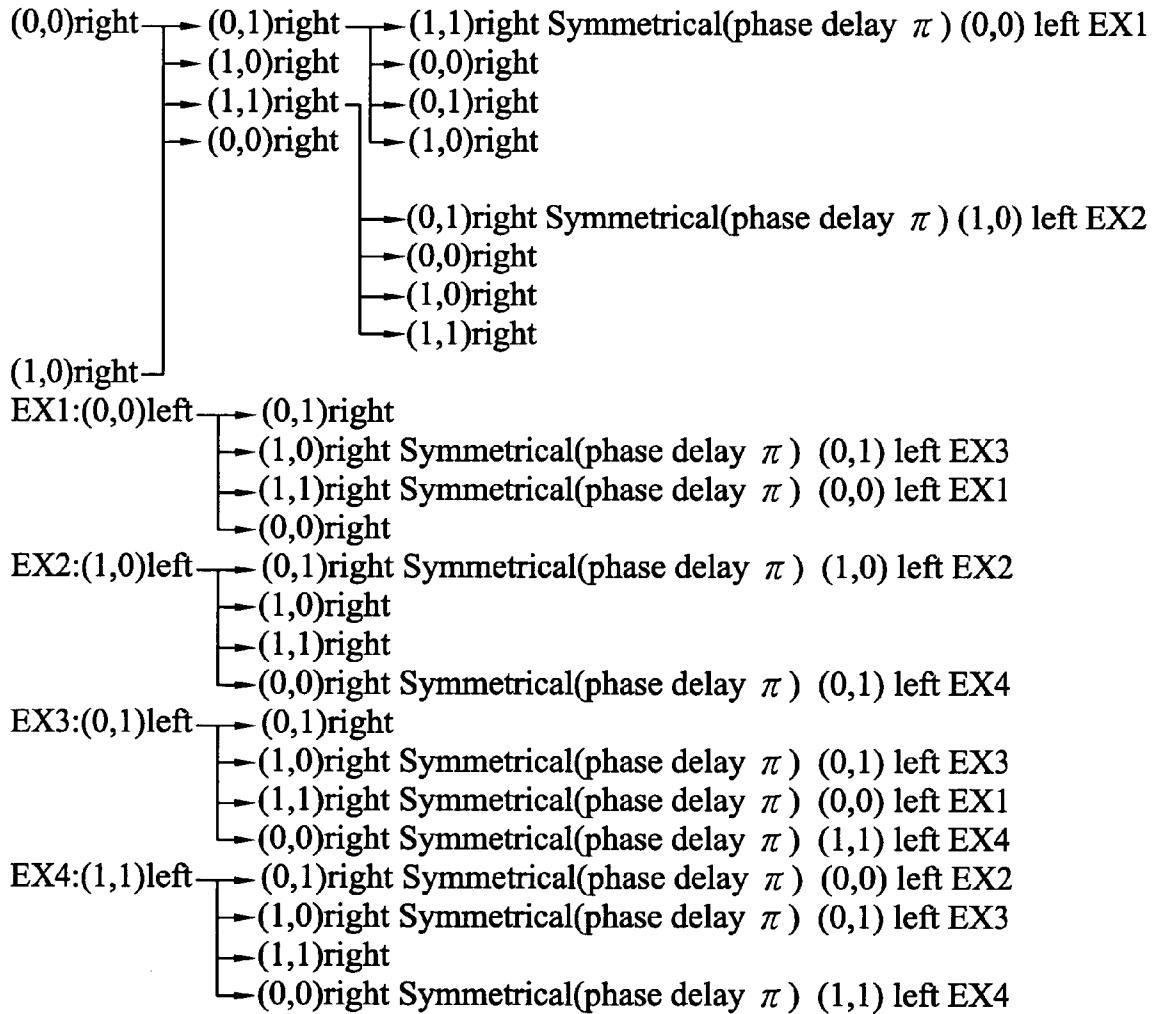 (0,0)right (0,1)right (1,1)right Symmetrical(phase delay π) (0,0) left EX1
(1,0)right (0,0)right
(1,1)right (0,1)right
(0,0)right (1,0)right
(0,1)right Symmetrical(phase delay π) (1,0) left EX2
(0,0)right
(1,0)right
(1,1)right
(1,0)right
EX1:(0,0)left (0,1)right
(1,0)right Symmetrical(phase delay π) (0,1) left EX3
(1,1)right Symmetrical(phase delay π) (0,0) left EX1
(0,0)right
EX2:(1,0)left (0,1)right Symmetrical(phase delay π) (1,0) left EX2
(1,0)right
(1,1)right
(0,0)right Symmetrical(phase delay π) (0,1) left EX4
EX3:(0,1)left (0,1)right
(1,0)right Symmetrical(phase delay π) (0,1) left EX3
(1,1)right Symmetrical(phase delay π) (0,0) left EX1
(0,0)right Symmetrical(phase delay π) (1,1) left EX4
EX4:(1,1)left (0,1)right Symmetrical(phase delay π) (0,0) left EX2
(1,0)right Symmetrical(phase delay π) (0,1) left EX3
(1,1)right
(0,0)right Symmetrical(phase delay π) (1,1) left EX4